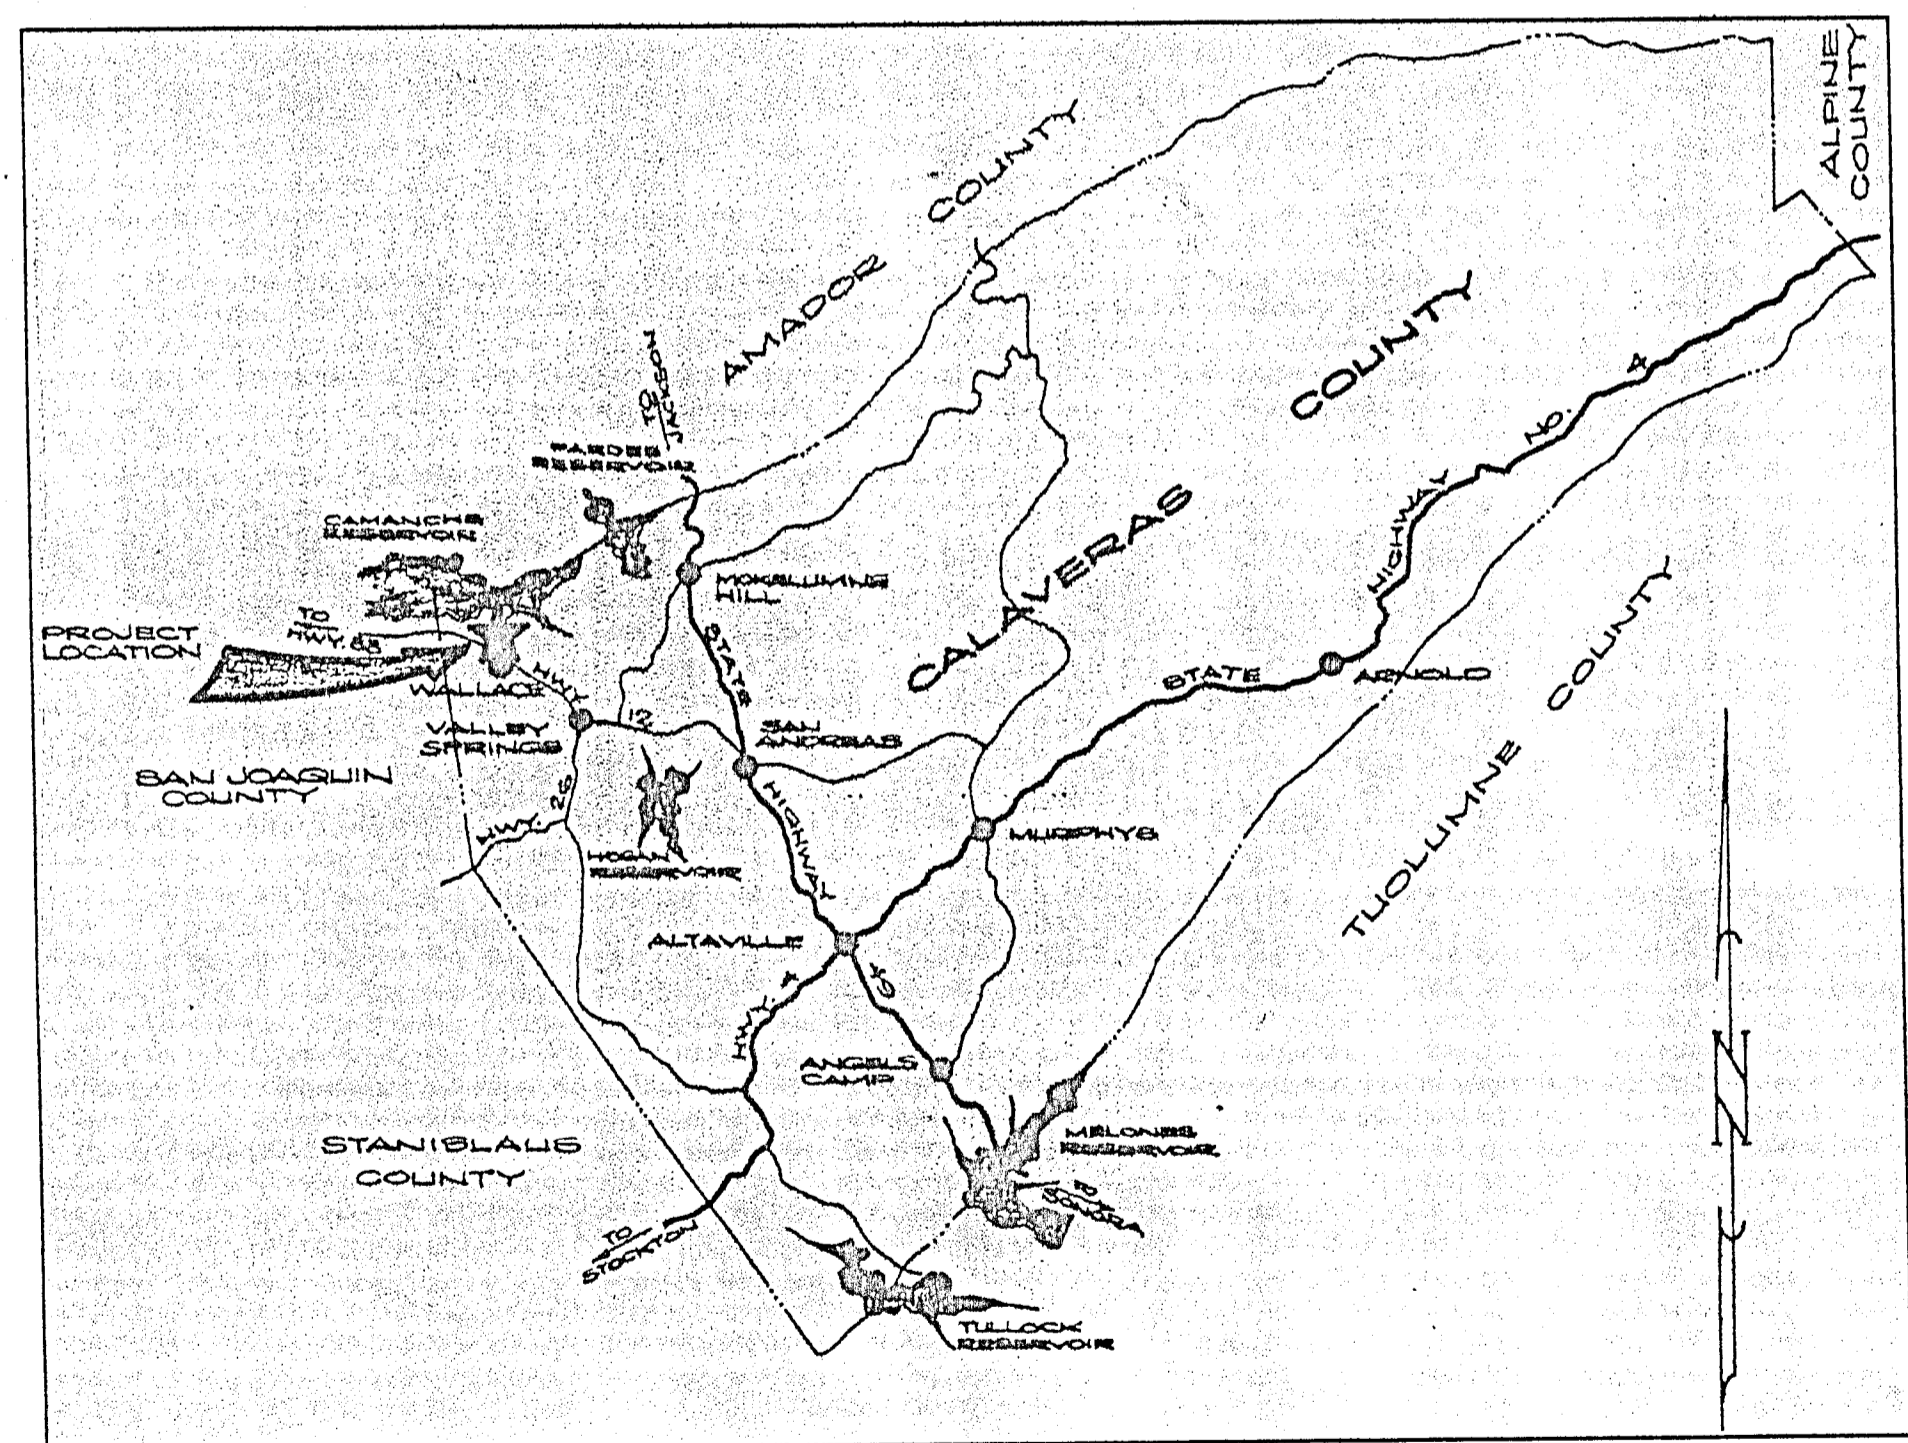 ALPINE
COUNTY
AMADOR COUNTY
CALAVERAS COUNTY
TO
JACKSON
PARDEE
RESERVOIR
CAMANCHE
RESERVOIR
TO
HWY. 88
PROJECT
LOCATION
WALLACE
HWY. 12
MOKELUMNE
HILL
STATE HIGHWAY 49
VALLEY
SPRINGS
SAN
ANDREAS
SAN JOAQUIN
COUNTY
HWY. 26
HOGAN
RESERVOIR
STATE HIGHWAY NO. 4
ARNOLD
MURPHYS
TUOLUMNE COUNTY
ALTAVILLE
HWY. 4
ANGELS
CAMP
STANISLAUS
COUNTY
MELONES
RESERVOIR
TO
SONORA
TO
STOCKTON
TULLOCK
RESERVOIR
N